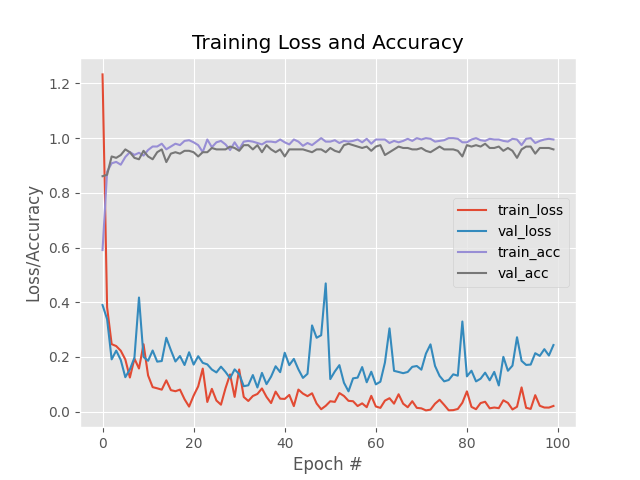 Training Loss and Accuracy
Loss/Accuracy
1.2
1.0
0.8
0.6
0.4
0.2
0.0
train_loss
val_loss
train_acc
val_acc
0 20 40 60 80 100
Epoch #